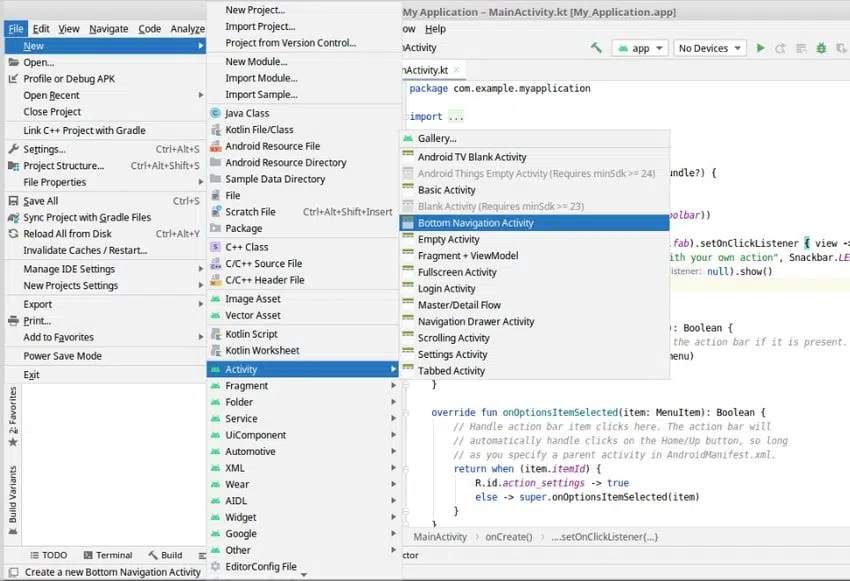 My Application – MainActivity.kt [My_Application.app]
File Edit View Navigate Code Analyze
ow Help
New
Open...
Profile or Debug APK
Open Recent
Close Project
Link C++ Project with Gradle
Settings... Ctrl+Alt+S
Project Structure... Ctrl+Alt+Shift+S
File Properties
Save All Ctrl+S
Sync Project with Gradle Files
Reload All from Disk Ctrl+Alt+Y
Invalidate Caches / Restart...
Manage IDE Settings
New Projects Settings
Export
Print...
Add to Favorites
Power Save Mode
Exit
New Project...
Import Project...
Project from Version Control...
New Module...
Import Module...
Import Sample...
Java Class
Kotlin File/Class
Android Resource File
Android Resource Directory
Sample Data Directory
File
Scratch File Ctrl+Alt+Shift+Insert
Package
C++ Class
C/C++ Source File
C/C++ Header File
Image Asset
Vector Asset
Kotlin Script
Kotlin Worksheet
Activity
Fragment
Folder
Service
UiComponent
Automotive
XML
Wear
AIDL
Widget
Google
Other
EditorConfig File
Gallery...
Android TV Blank Activity
Android Things Empty Activity (Requires minSdk >= 24)
Basic Activity
Blank Activity (Requires minSdk >= 23)
Bottom Navigation Activity
Empty Activity
Fragment + ViewModel
Fullscreen Activity
Login Activity
Master/Detail Flow
Navigation Drawer Activity
Scrolling Activity
Settings Activity
Tabbed Activity
nActivity
app No Devices
nActivity.kt
package com.example.myapplication
import ...
undle?) {
olbar))
.fab).setOnClickListener { view ->
ith your own action", Snackbar.LE
listener: null).show()
): Boolean {
the action bar if it is present.
nenu)
}
override fun onOptionsItemSelected(item: MenuItem): Boolean {
// Handle action bar item clicks here. The action bar will
// automatically handle clicks on the Home/Up button, so long
// as you specify a parent activity in AndroidManifest.xml.
return when (item.itemId) {
R.id.action_settings -> true
else -> super.onOptionsItemSelected(item)
}
}
MainActivity onCreate() ....setOnClickListener{...}
2: Favorites
Build Variants
TODO Terminal Build
ctor
Create a new Bottom Navigation Activity